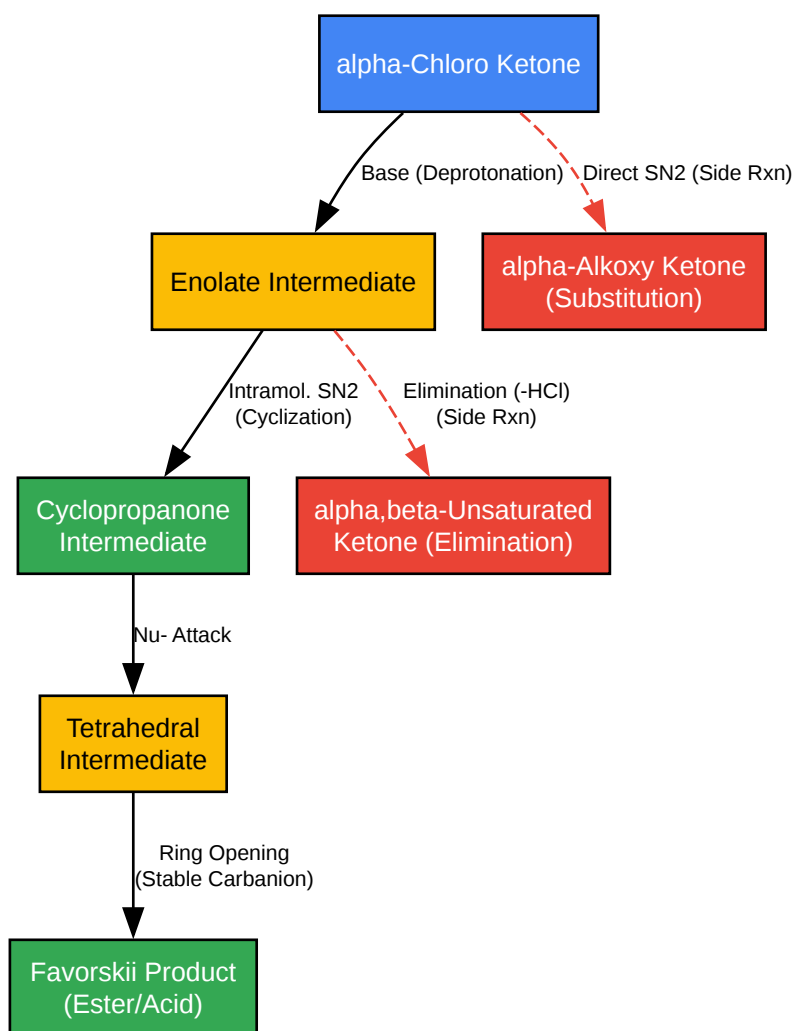 alpha-Chloro Ketone
Base (Deprotonation)
Direct SN2 (Side Rxn)
Enolate Intermediate
alpha-Alkoxy Ketone
(Substitution)
Intramol. SN2
(Cyclization)
Elimination (-HCl)
(Side Rxn)
Cyclopropanone
Intermediate
alpha,beta-Unsaturated
Ketone (Elimination)
Nu- Attack
Tetrahedral
Intermediate
Ring Opening
(Stable Carbanion)
Favorskii Product
(Ester/Acid)